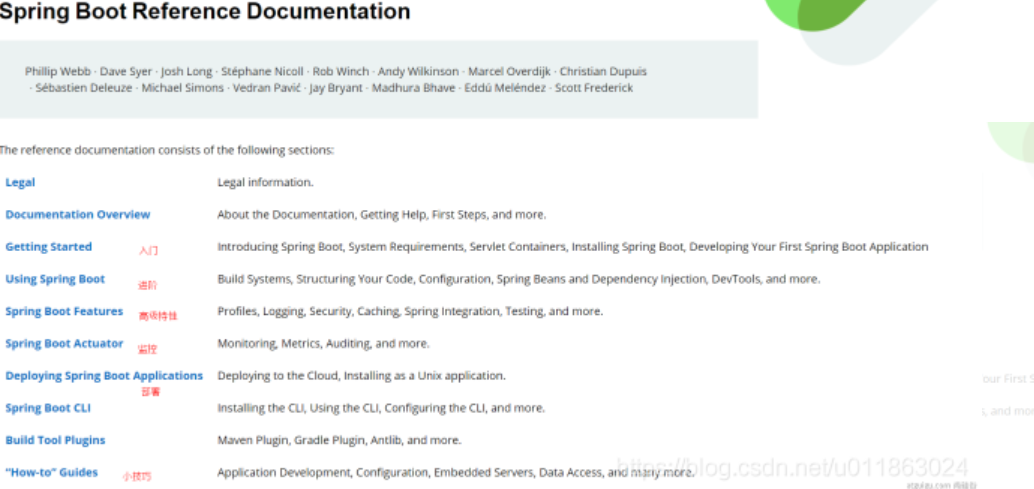 Spring Boot Reference Documentation
Phillip Webb · Dave Syer · Josh Long · Stéphane Nicoll · Rob Winch · Andy Wilkinson · Marcel Overdijk · Christian Dupuis
· Sébastien Deleuze · Michael Simons · Vedran Pavić · Jay Bryant · Madhura Bhave · Eddú Meléndez · Scott Frederick
The reference documentation consists of the following sections:
Legal Legal information.
Documentation Overview About the Documentation, Getting Help, First Steps, and more.
Getting Started 入门 Introducing Spring Boot, System Requirements, Servlet Containers, Installing Spring Boot, Developing Your First Spring Boot Application
Using Spring Boot 进阶 Build Systems, Structuring Your Code, Configuration, Spring Beans and Dependency Injection, DevTools, and more.
Spring Boot Features 高级特性 Profiles, Logging, Security, Caching, Spring Integration, Testing, and more.
Spring Boot Actuator 监控 Monitoring, Metrics, Auditing, and more.
Deploying Spring Boot Applications Deploying to the Cloud, Installing as a Unix application.
部署
our First S
Spring Boot CLI Installing the CLI, Using the CLI, Configuring the CLI, and more.
, and mor
Build Tool Plugins Maven Plugin, Gradle Plugin, Antlib, and more.
“How-to” Guides 小技巧 Application Development, Configuration, Embedded Servers, Data Access, and many more.
https://blog.csdn.net/u011863024